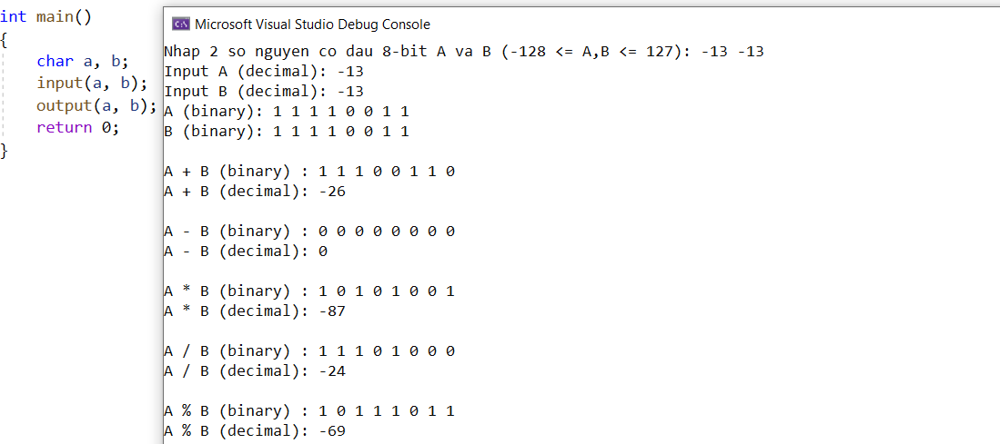 int main()
{
    char a, b;
    input(a, b);
    output(a, b);
    return 0;
}
C:\ Microsoft Visual Studio Debug Console
Nhap 2 so nguyen co dau 8-bit A va B (-128 <= A,B <= 127): -13 -13
Input A (decimal): -13
Input B (decimal): -13
A (binary): 1 1 1 1 0 0 1 1
B (binary): 1 1 1 1 0 0 1 1
A + B (binary) : 1 1 1 0 0 1 1 0
A + B (decimal): -26
A - B (binary) : 0 0 0 0 0 0 0 0
A - B (decimal): 0
A * B (binary) : 1 0 1 0 1 0 0 1
A * B (decimal): -87
A / B (binary) : 1 1 1 0 1 0 0 0
A / B (decimal): -24
A % B (binary) : 1 0 1 1 1 0 1 1
A % B (decimal): -69